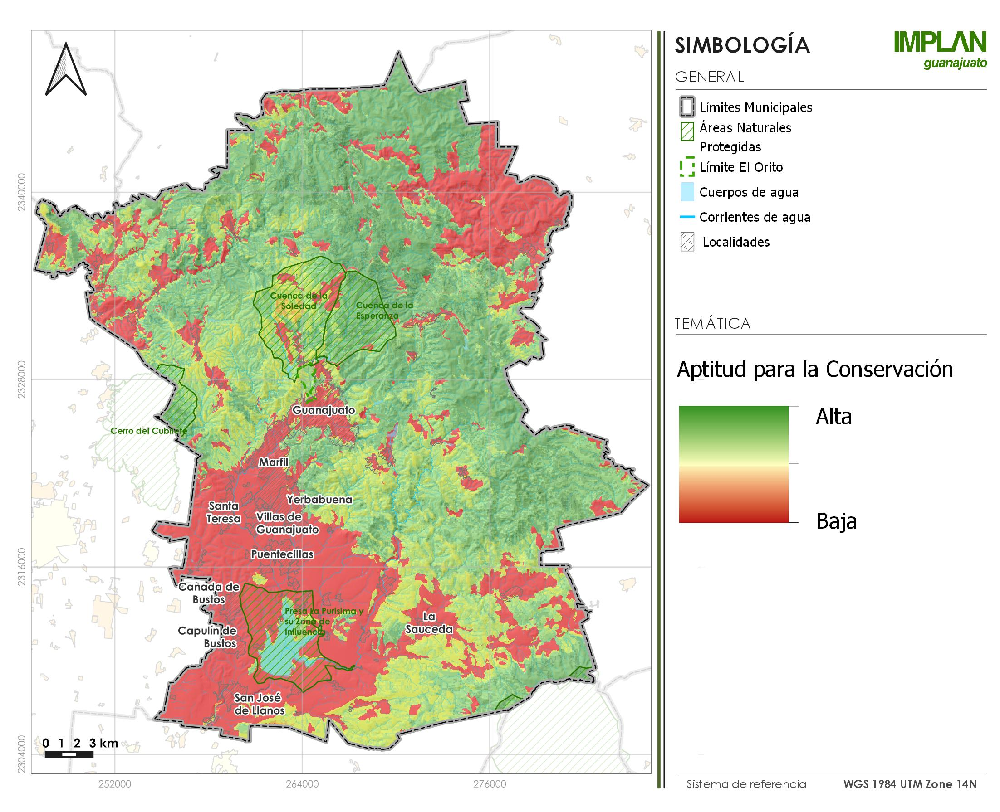 SIMBOLOGÍA
IMPLAN
guanajuato
GENERAL
Límites Municipales
Áreas Naturales
Protegidas
Límite El Orito
Cuerpos de agua
Corrientes de agua
Localidades
TEMÁTICA
Aptitud para la Conservación
Alta
Baja
Sistema de referencia
WGS 1984 UTM Zone 14N
Cuenca de la
Soledad
Cuenca de la
Esperanza
Guanajuato
Cerro del Cubilete
Marfil
Yerbabuena
Santa
Teresa
Villas de
Guanajuato
Puentecillas
Cañada de
Bustos
Presa La Purisima y
su Zona de
Influencia
La
Sauceda
Capulín de
Bustos
San José
de Llanos
0 1 2 3 km
2340000
2328000
2316000
2304000
252000
264000
276000